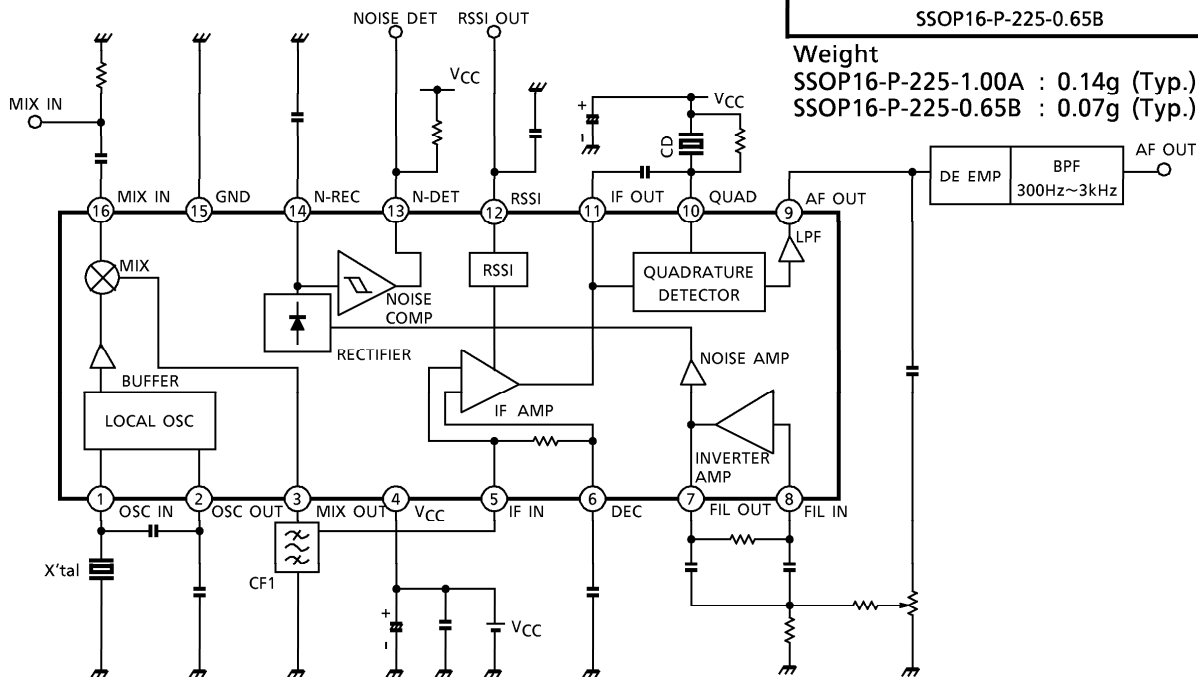 SSOP16-P-225-0.65B
Weight
SSOP16-P-225-1.00A : 0.14g (Typ.)
SSOP16-P-225-0.65B : 0.07g (Typ.)
NOISE DET
RSSI OUT
VCC
MIX IN
+
-
VCC
CD
AF OUT
DE EMP
BPF
300Hz~3kHz
16
MIX IN
15
GND
14
N-REC
13
N-DET
12
RSSI
11
IF OUT
10
QUAD
9
AF OUT
LPF
MIX
RSSI
QUADRATURE
DETECTOR
NOISE
COMP
RECTIFIER
NOISE AMP
BUFFER
IF AMP
LOCAL OSC
INVERTER
AMP
1
OSC IN
2
OSC OUT
3
MIX OUT
4
VCC
5
IF IN
6
DEC
7
FIL OUT
8
FIL IN
X'tal
CF1
+
-
VCC